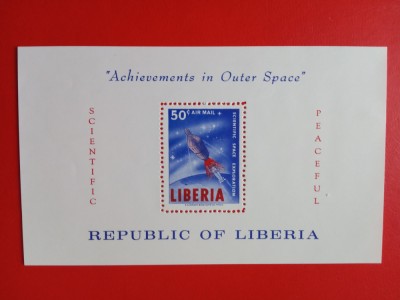 "Achievements in Outer Space"
SCIENTIFIC
50¢ AIR MAIL
SCIENTIFIC SPACE EXPLORATION
LIBERIA
PEACEFUL
REPUBLIC OF LIBERIA